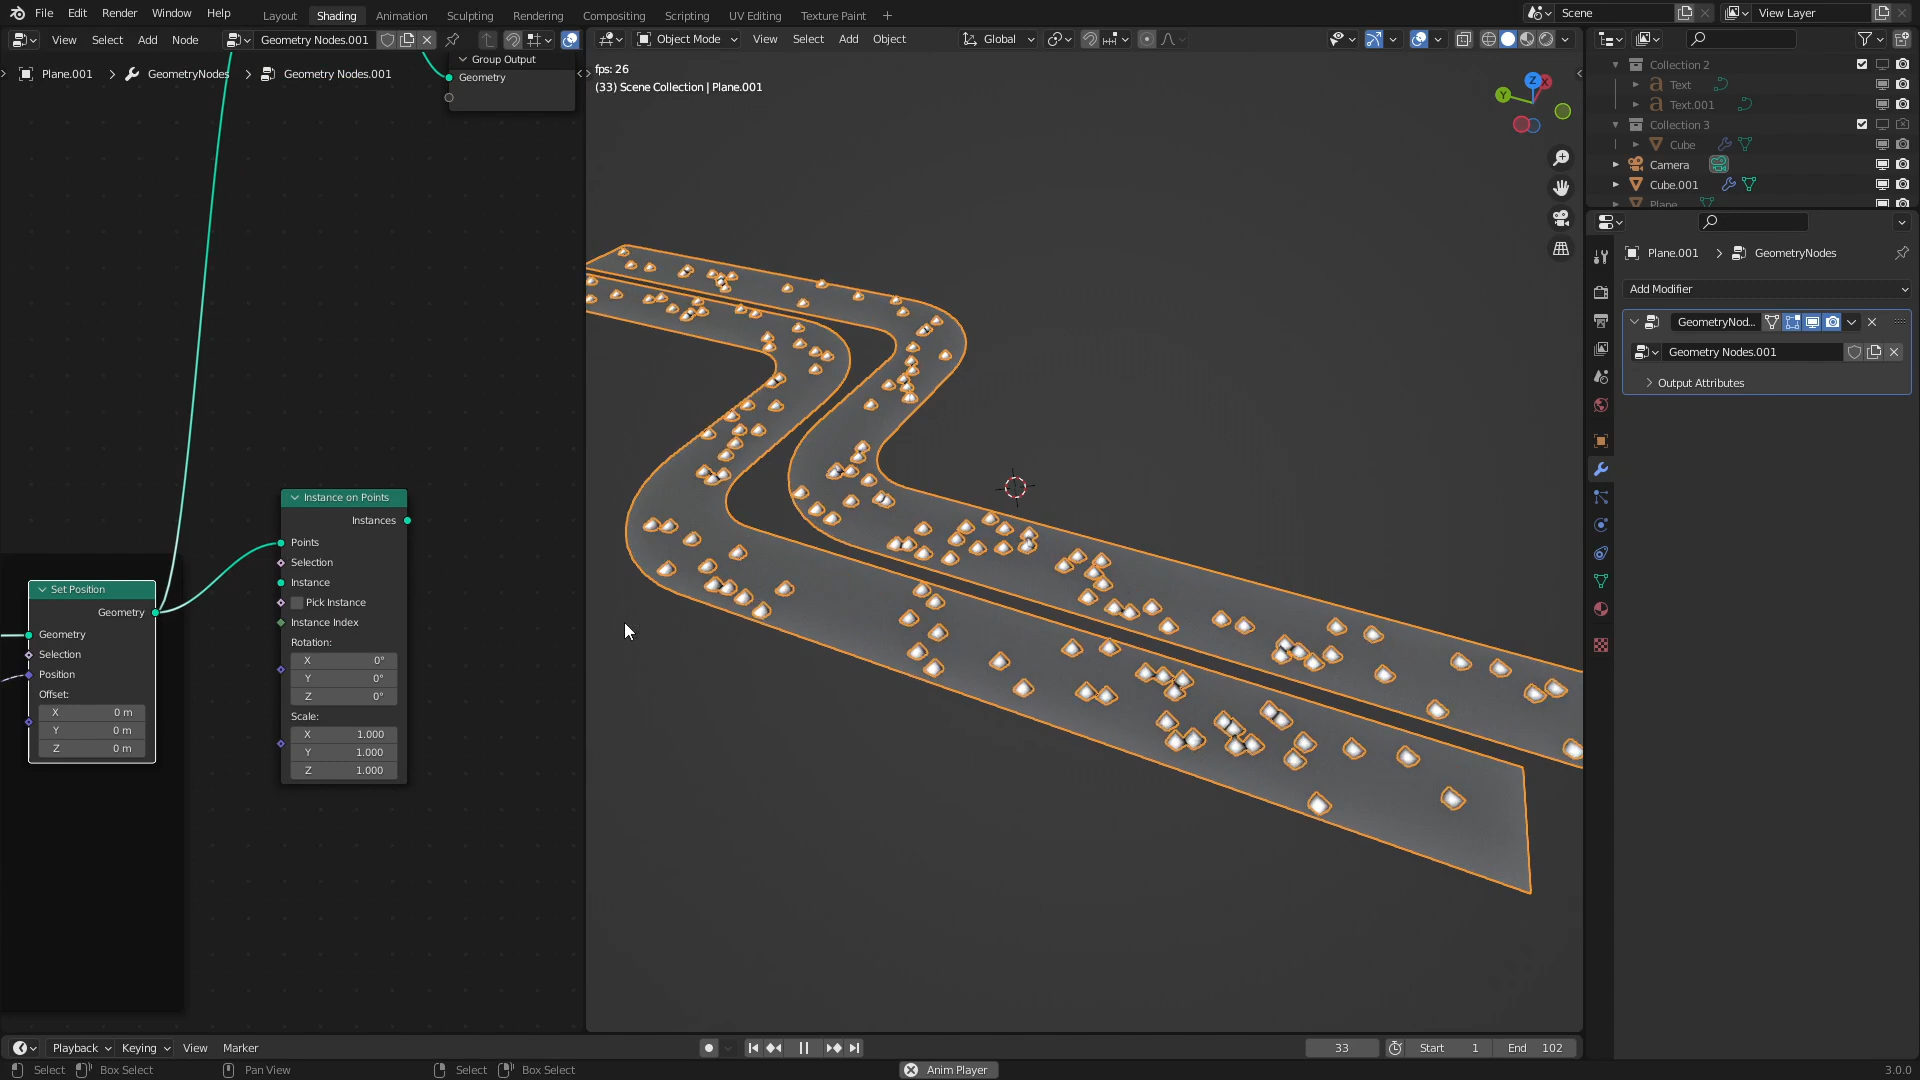 File Edit Render Window Help Layout Shading Animation Sculpting Rendering Compositing Scripting UV Editing Texture Paint + Scene View Layer
View Select Add Node Geometry Nodes.001 Object Mode View Select Add Object Global
Plane.001 > GeometryNodes > Geometry Nodes.001
Group Output
Geometry
fps: 26
(33) Scene Collection | Plane.001
Z
X
Y
Instance on Points
Instances
Points
Selection
Instance
Pick Instance
Instance Index
Rotation:
X 0°
Y 0°
Z 0°
Scale:
X 1.000
Y 1.000
Z 1.000
Set Position
Geometry
Geometry
Selection
Position
Offset:
X 0 m
Y 0 m
Z 0 m
Collection 2
Text
Text.001
Collection 3
Cube
Camera
Cube.001
Plane
Plane.001 > GeometryNodes
Add Modifier
GeometryNod...
Geometry Nodes.001
Output Attributes
Playback Keying View Marker 33 Start 1 End 102
Select Box Select Pan View Select Box Select Anim Player 3.0.0